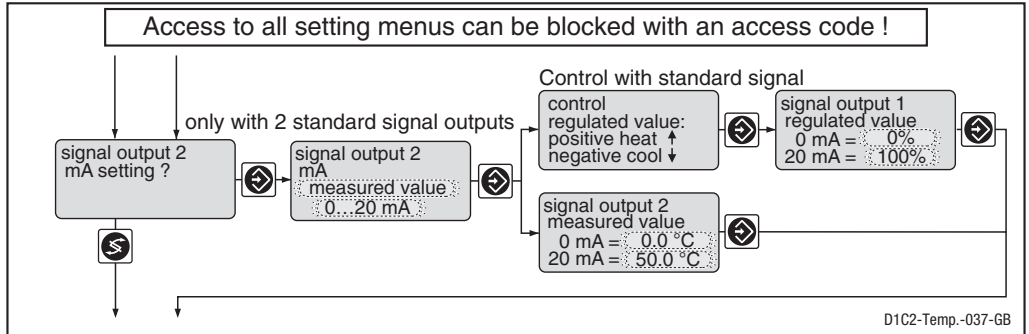 Access to all setting menus can be blocked with an access code !
only with 2 standard signal outputs
signal output 2
mA setting ?
signal output 2
mA
measured value
0...20 mA
Control with standard signal
control
regulated value:
positive heat ↑
negative cool ↓
signal output 1
regulated value
0 mA = 0%
20 mA = 100%
signal output 2
measured value
0 mA = 0.0 °C
20 mA = 50.0 °C
D1C2-Temp.-037-GB